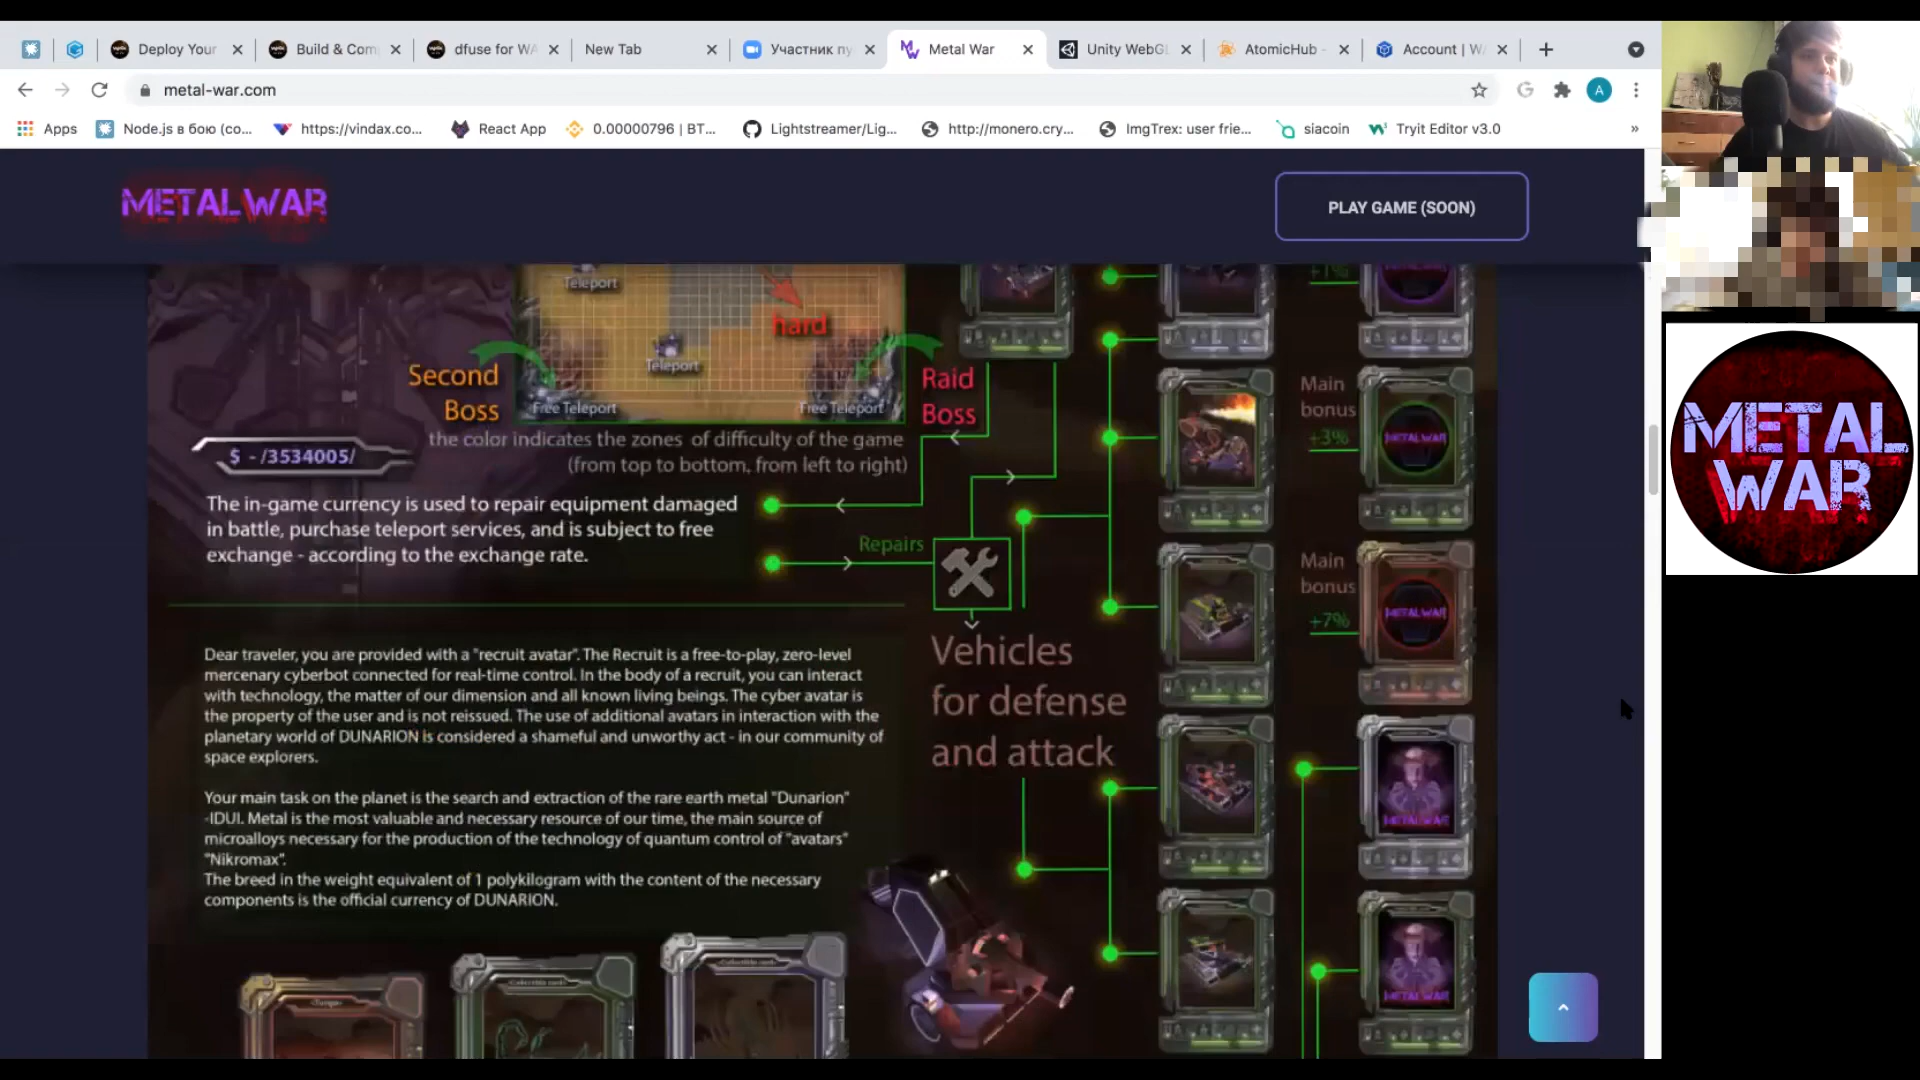 Deploy Your
Build & Com
dfuse for WA
New Tab
Участник пу
Metal War
Unity WebGL
AtomicHub -
Account | W
metal-war.com
A
Apps
Node.js в бою (со...
https://vindax.co...
React App
0.00000796 | BT...
Lightstreamer/Lig...
http://monero.cry...
ImgTrex: user frie...
siacoin
Tryit Editor v3.0
»
METALWAR
PLAY GAME (SOON)
Teleport
hard
Teleport
Second
Boss
Free Teleport
Free Teleport
Raid
Boss
the color indicates the zones of difficulty of the game
(from top to bottom, from left to right)
$ - /3534005/
The in-game currency is used to repair equipment damaged
in battle, purchase teleport services, and is subject to free
exchange - according to the exchange rate.
Repairs
Vehicles
for defense
and attack
+1%
Main
bonus
+3%
METALWAR
Main
bonus
+7%
METALWAR
METALWAR
METALWAR
Dear traveler, you are provided with a "recruit avatar". The Recruit is a free-to-play, zero-level
mercenary cyberbot connected for real-time control. In the body of a recruit, you can interact
with technology, the matter of our dimension and all known living beings. The cyber avatar is
the property of the user and is not reissued. The use of additional avatars in interaction with the
planetary world of DUNARION is considered a shameful and unworthy act - in our community of
space explorers.
Your main task on the planet is the search and extraction of the rare earth metal "Dunarion"
-IDUI. Metal is the most valuable and necessary resource of our time, the main source of
microalloys necessary for the production of the technology of quantum control of "avatars"
"Nikromax".
The breed in the weight equivalent of 1 polykilogram with the content of the necessary
components is the official currency of DUNARION.
METAL
WAR